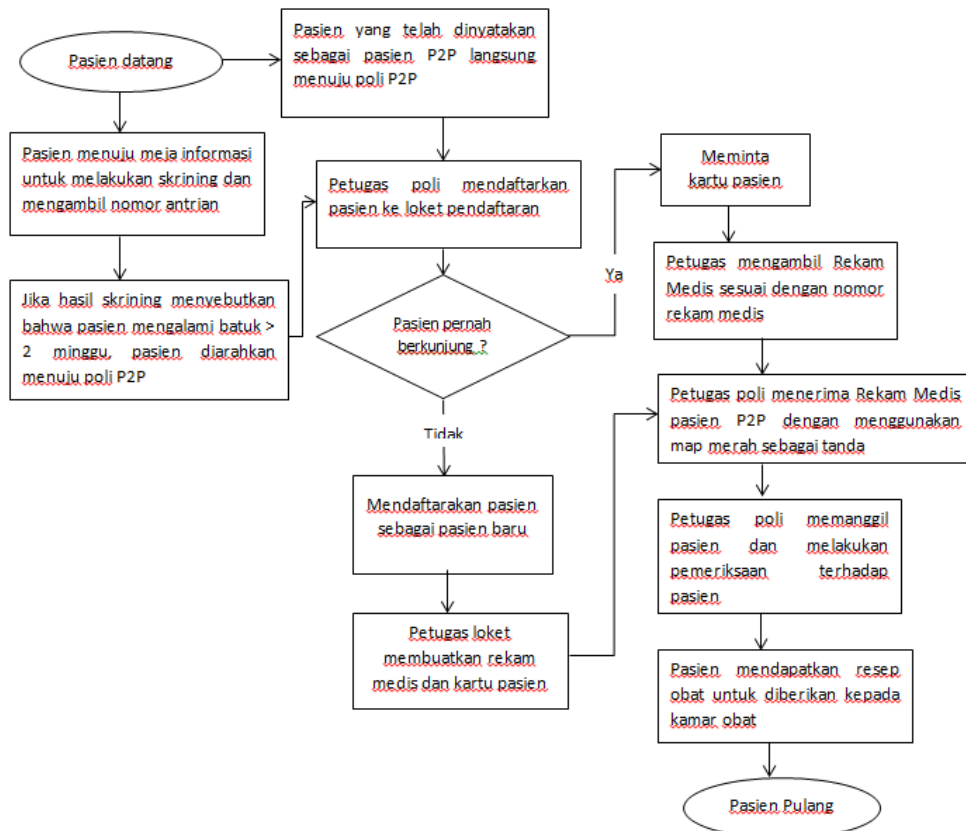 Pasien datang
Pasien yang telah dinyatakan
sebagai pasien P2P langsung
menuju poli P2P
Pasien menuju meja informasi
untuk melakukan skrining dan
mengambil nomor antrian
Jika hasil skrining menyebutkan
bahwa pasien mengalami batuk >
2 minggu, pasien diarahkan
menuju poli P2P
Petugas poli mendaftarkan
pasien ke loket pendaftaran
Pasien pernah
berkunjung ?
Ya
Tidak
Meminta
kartu pasien
Petugas mengambil Rekam
Medis sesuai dengan nomor
rekam medis
Mendaftarakan pasien
sebagai pasien baru
Petugas loket
membuatkan rekam
medis dan kartu pasien
Petugas poli menerima Rekam Medis
pasien P2P dengan menggunakan
map merah sebagai tanda
Petugas poli memanggil
pasien dan melakukan
pemeriksaan terhadap
pasien
Pasien mendapatkan resep
obat untuk diberikan kepada
kamar obat
Pasien Pulang